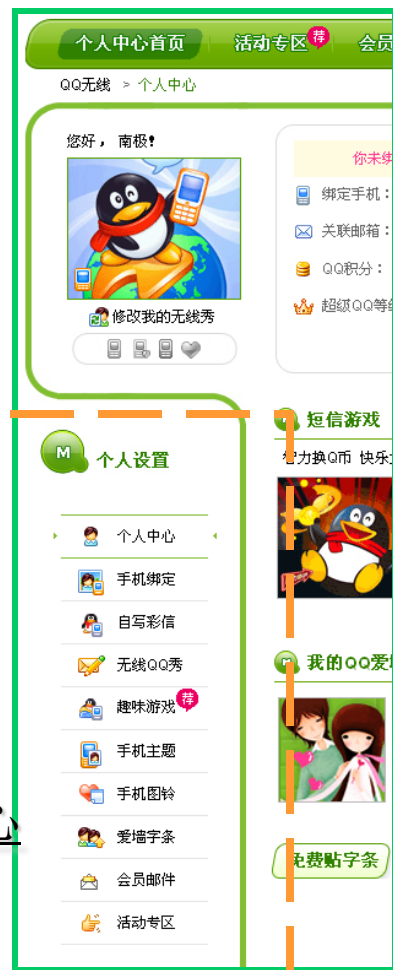 个人中心首页 活动专区 荐 会员
QQ无线 > 个人中心
您好，南极!
你未绑
绑定手机：
关联邮箱：
QQ积分：
超级QQ等级
修改我的无线秀
短信游戏
智力换Q币 快乐
M 个人设置
个人中心
手机绑定
自写彩信
无线QQ秀
我的QQ爱墙
趣味游戏 荐
手机主题
手机图铃
爱墙字条
心
免费贴字条
会员邮件
活动专区